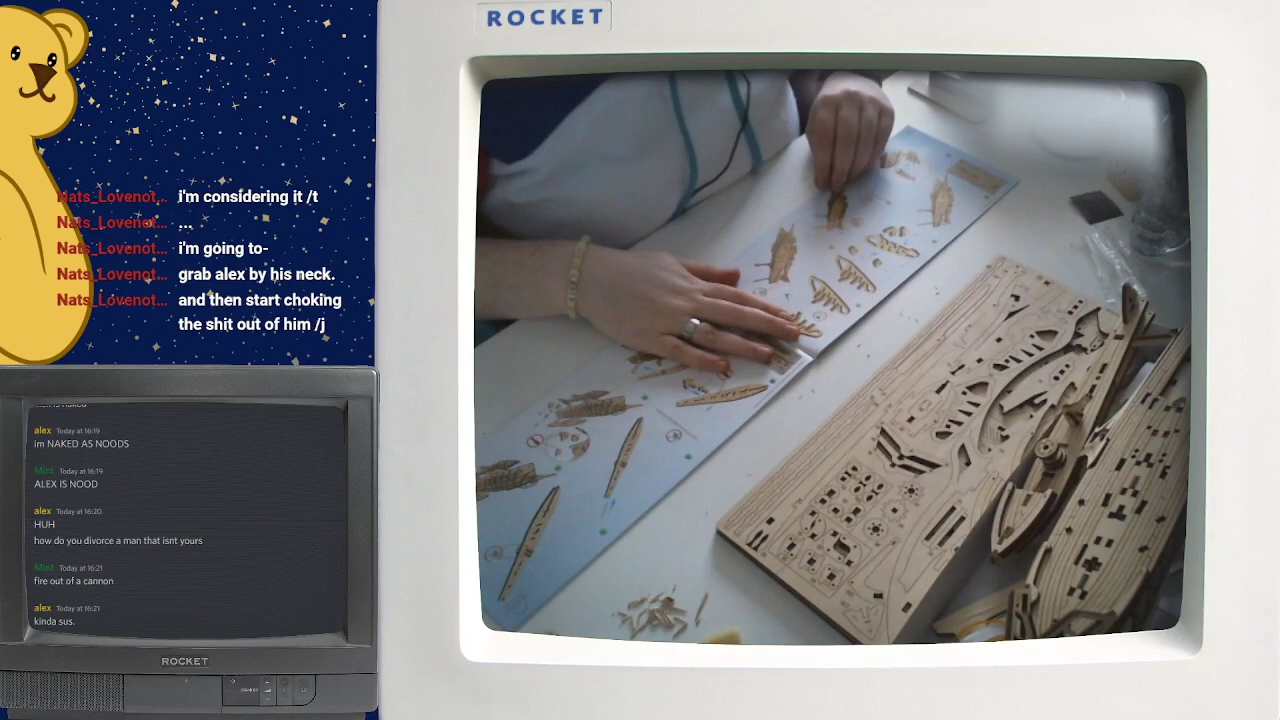 ROCKET
Nats_Lovenot... i'm considering it /t
Nats_Lovenot... ...
Nats_Lovenot... i'm going to-
Nats_Lovenot... grab alex by his neck.
Nats_Lovenot... and then start choking
the shit out of him /j
alex Today at 16:19
im NAKED AS NOODS
Mint Today at 16:19
ALEX IS NOOD
alex Today at 16:20
HUH
how do you divorce a man that isnt yours
Mint Today at 16:21
fire out of a cannon
alex Today at 16:21
kinda sus.
ROCKET